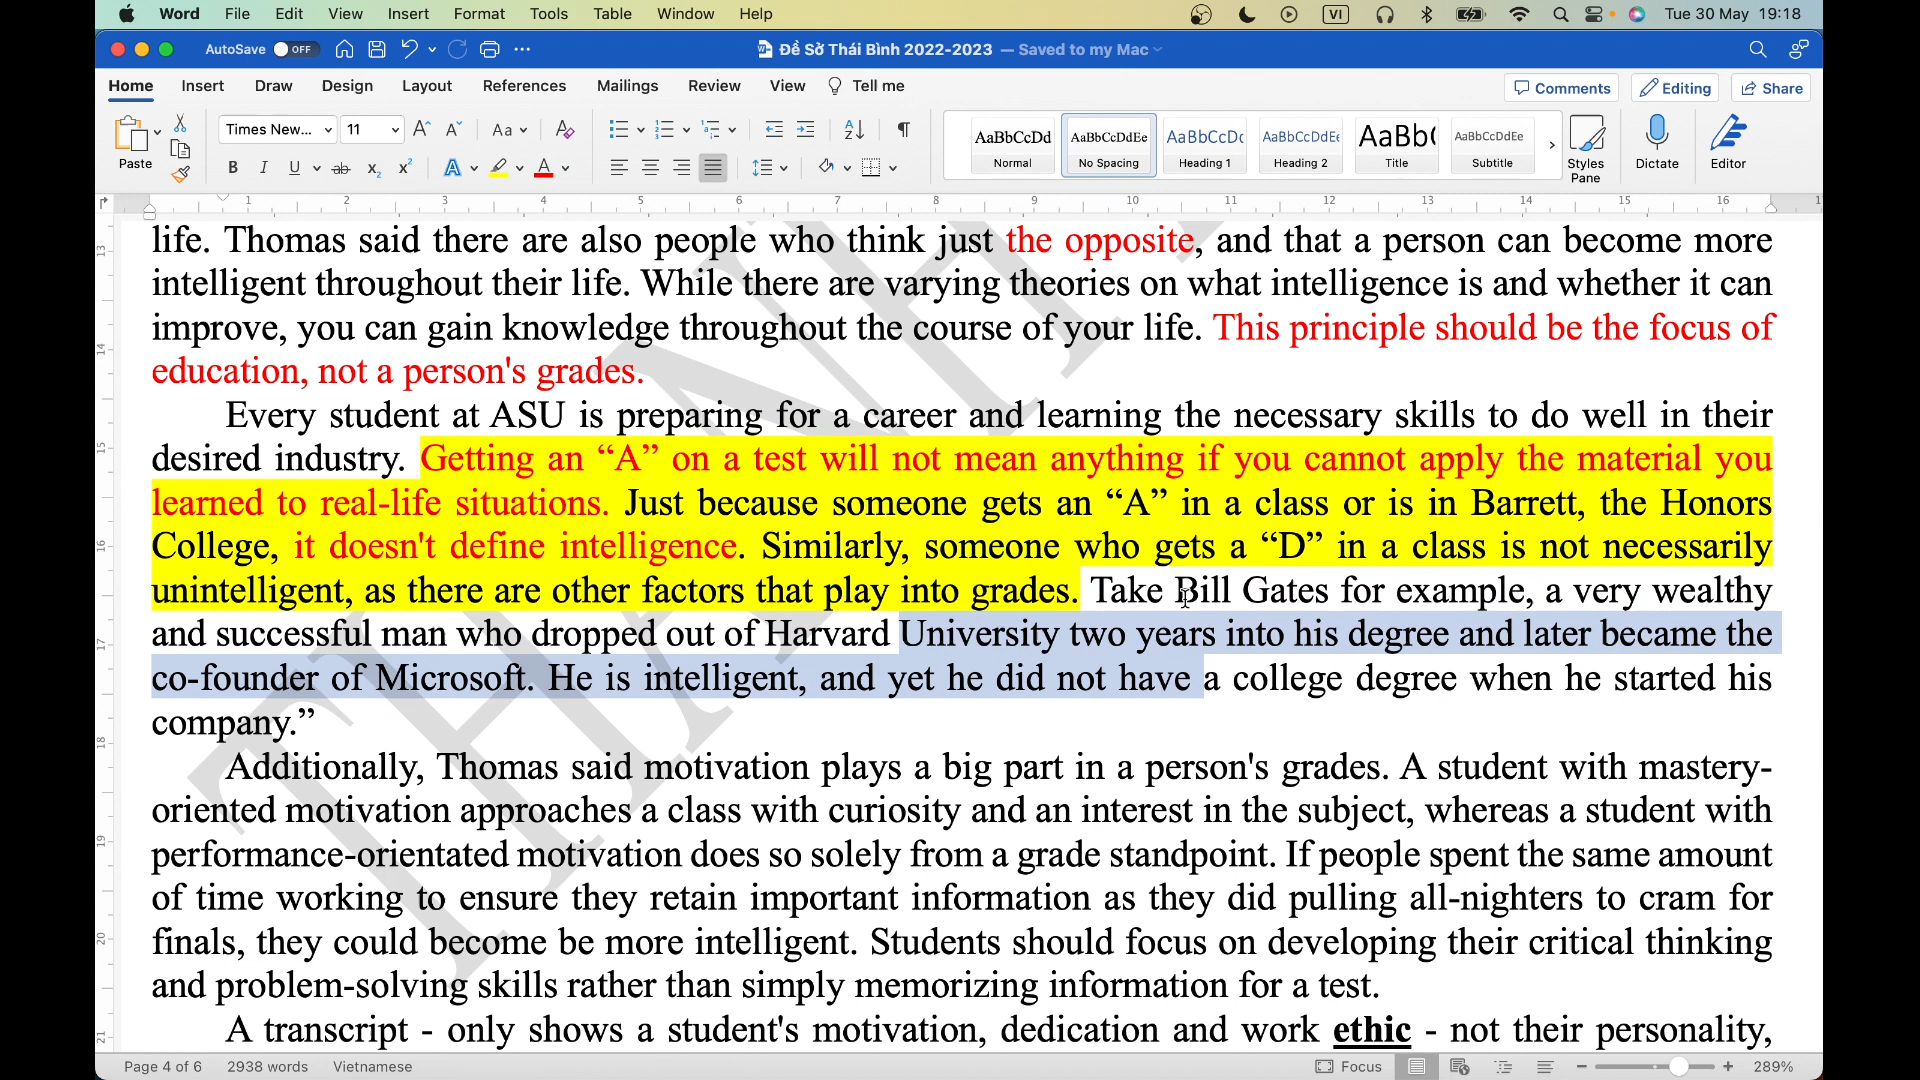 Word File Edit View Insert Format Tools Table Window Help VI Tue 30 May 19:18
AutoSave OFF Đề Sở Thái Bình 2022-2023 — Saved to my Mac
Home Insert Draw Design Layout References Mailings Review View Tell me Comments Editing Share
Paste Times New... 11 Aa
AaBbCcDd AaBbCcDdEe AaBbCcDc AaBbCcDdEe AaBb( AaBbCcDdEe
Normal No Spacing Heading 1 Heading 2 Title Subtitle Styles Pane Dictate Editor
1 2 3 4 5 6 7 8 9 10 11 12 13 14 15 16
life. Thomas said there are also people who think just the opposite, and that a person can become more
intelligent throughout their life. While there are varying theories on what intelligence is and whether it can
improve, you can gain knowledge throughout the course of your life. This principle should be the focus of
education, not a person's grades.
Every student at ASU is preparing for a career and learning the necessary skills to do well in their
desired industry. Getting an “A” on a test will not mean anything if you cannot apply the material you
learned to real-life situations. Just because someone gets an “A” in a class or is in Barrett, the Honors
College, it doesn't define intelligence. Similarly, someone who gets a “D” in a class is not necessarily
unintelligent, as there are other factors that play into grades. Take Bill Gates for example, a very wealthy
and successful man who dropped out of Harvard University two years into his degree and later became the
co-founder of Microsoft. He is intelligent, and yet he did not have a college degree when he started his
company.”
Additionally, Thomas said motivation plays a big part in a person's grades. A student with mastery-
oriented motivation approaches a class with curiosity and an interest in the subject, whereas a student with
performance-orientated motivation does so solely from a grade standpoint. If people spent the same amount
of time working to ensure they retain important information as they did pulling all-nighters to cram for
finals, they could become be more intelligent. Students should focus on developing their critical thinking
and problem-solving skills rather than simply memorizing information for a test.
A transcript - only shows a student's motivation, dedication and work ethic - not their personality,
Page 4 of 6 2938 words Vietnamese Focus 289%